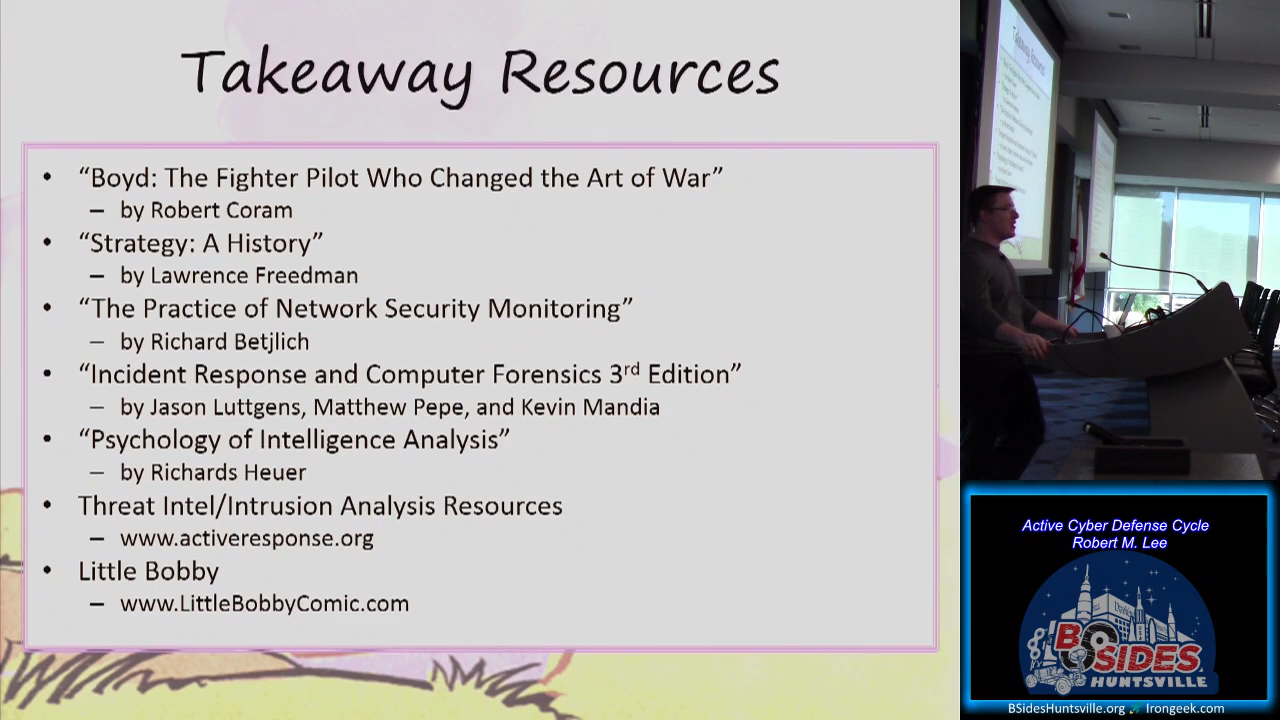 Takeaway Resources
• “Boyd: The Fighter Pilot Who Changed the Art of War”
– by Robert Coram
• “Strategy: A History”
– by Lawrence Freedman
• “The Practice of Network Security Monitoring”
– by Richard Betjlich
• “Incident Response and Computer Forensics 3rd Edition”
– by Jason Luttgens, Matthew Pepe, and Kevin Mandia
• “Psychology of Intelligence Analysis”
– by Richards Heuer
• Threat Intel/Intrusion Analysis Resources
– www.activeresponse.org
• Little Bobby
– www.LittleBobbyComic.com
Takeaway Resources
Active Cyber Defense Cycle
Robert M. Lee
BSIDES
HUNTSVILLE
BSidesHuntsville.org Irongeek.com